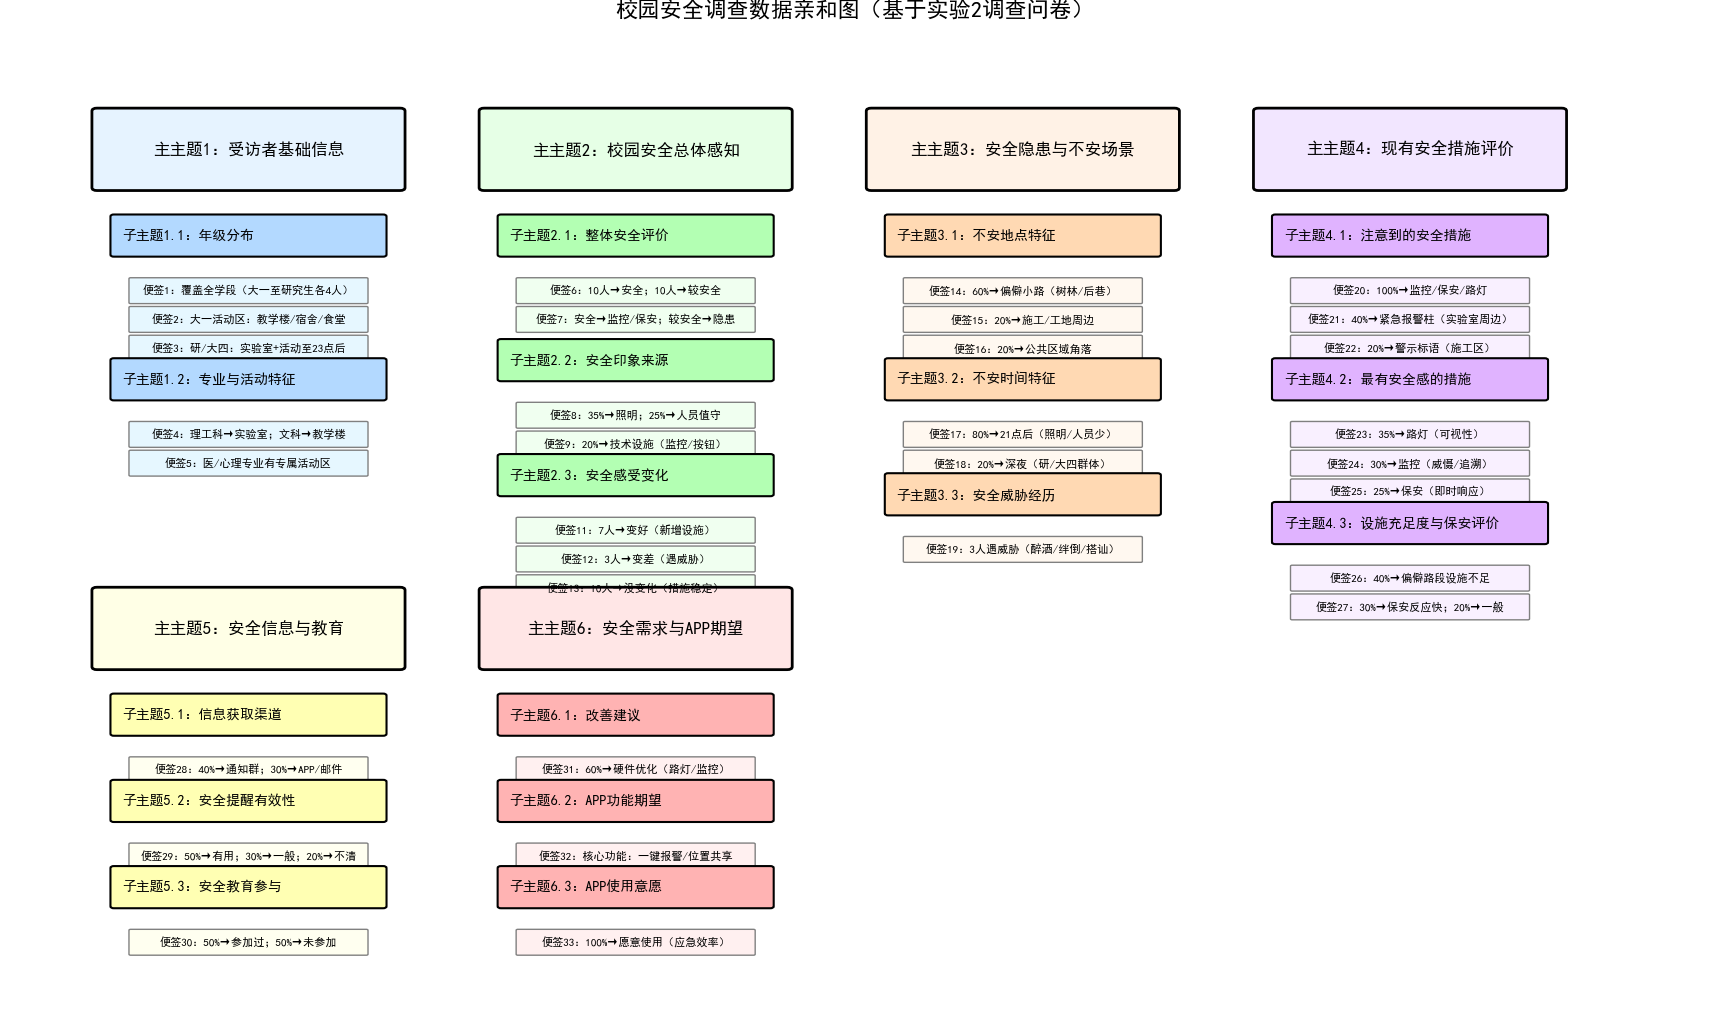 校园安全调查数据亲和图（基于实验2调查问卷）
主主题1：受访者基础信息
子主题1.1：年级分布
便签1：覆盖全学段（大一至研究生各4人）
便签2：大一活动区：教学楼/宿舍/食堂
便签3：研/大四：实验室+活动至23点后
子主题1.2：专业与活动特征
便签4：理工科→实验室；文科→教学楼
便签5：医/心理专业有专属活动区
主主题2：校园安全总体感知
子主题2.1：整体安全评价
便签6：10人→安全；10人→较安全
便签7：安全→监控/保安；较安全→隐患
子主题2.2：安全印象来源
便签8：35%→照明；25%→人员值守
便签9：20%→技术设施（监控/按钮）
子主题2.3：安全感受变化
便签11：7人→变好（新增设施）
便签12：3人→变差（遇威胁）
便签13：10人→没变化（措施稳定）
主主题3：安全隐患与不安场景
子主题3.1：不安地点特征
便签14：60%→偏僻小路（树林/后巷）
便签15：20%→施工/工地周边
便签16：20%→公共区域角落
子主题3.2：不安时间特征
便签17：80%→21点后（照明/人员少）
便签18：20%→深夜（研/大四群体）
子主题3.3：安全威胁经历
便签19：3人遇威胁（醉酒/绊倒/搭讪）
主主题4：现有安全措施评价
子主题4.1：注意到的安全措施
便签20：100%→监控/保安/路灯
便签21：40%→紧急报警柱（实验室周边）
便签22：20%→警示标语（施工区）
子主题4.2：最有安全感的措施
便签23：35%→路灯（可视性）
便签24：30%→监控（威慑/追溯）
便签25：25%→保安（即时响应）
子主题4.3：设施充足度与保安评价
便签26：40%→偏僻路段设施不足
便签27：30%→保安反应快；20%→一般
主主题5：安全信息与教育
子主题5.1：信息获取渠道
便签28：40%→通知群；30%→APP/邮件
子主题5.2：安全提醒有效性
便签29：50%→有用；30%→一般；20%→不清
子主题5.3：安全教育参与
便签30：50%→参加过；50%→未参加
主主题6：安全需求与APP期望
子主题6.1：改善建议
便签31：60%→硬件优化（路灯/监控）
子主题6.2：APP功能期望
便签32：核心功能：一键报警/位置共享
子主题6.3：APP使用意愿
便签33：100%→愿意使用（应急效率）